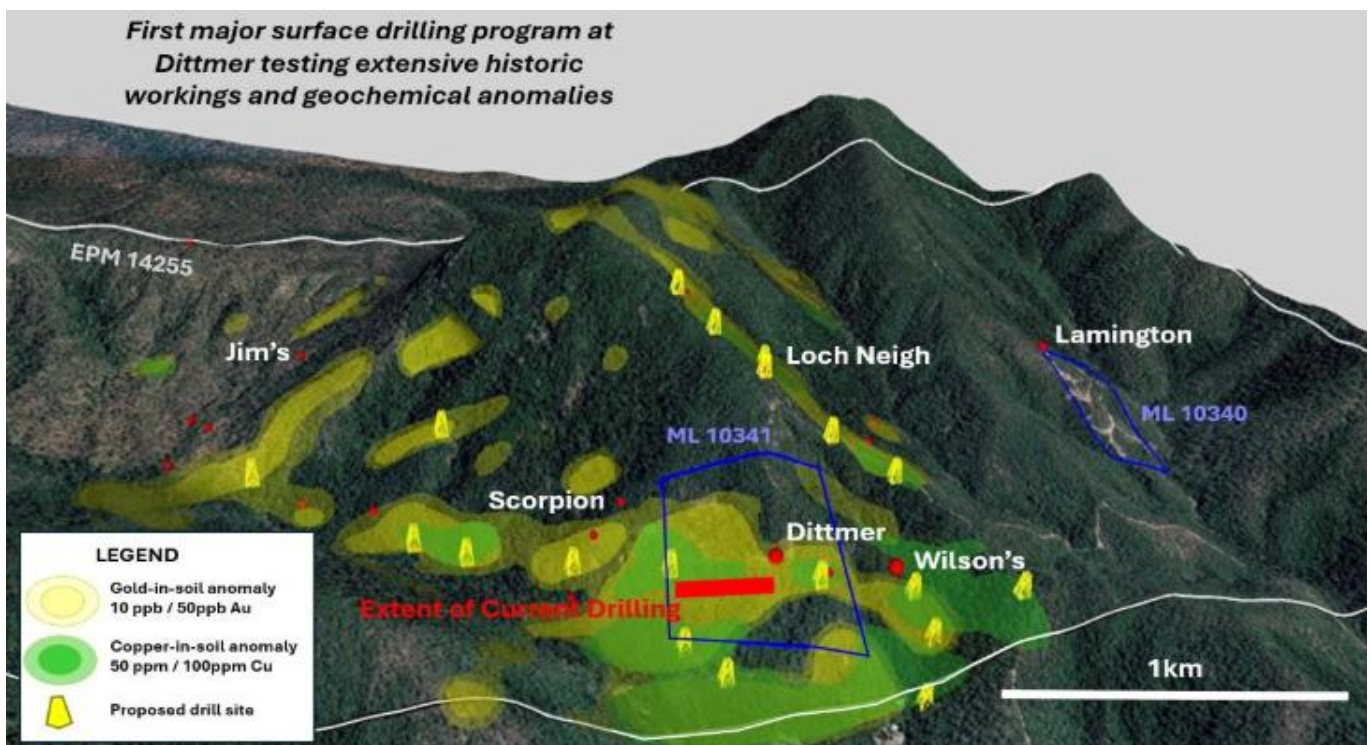 First major surface drilling program at
Dittmer testing extensive historic
workings and geochemical anomalies
EPM 14255
Jim's
Loch Neigh
Lamington
ML 10340
ML 10341
Scorpion
Dittmer
Wilson's
Extent of Current Drilling
1km
LEGEND
Gold-in-soil anomaly
10 ppb / 50ppb Au
Copper-in-soil anomaly
50 ppm / 100ppm Cu
Proposed drill site